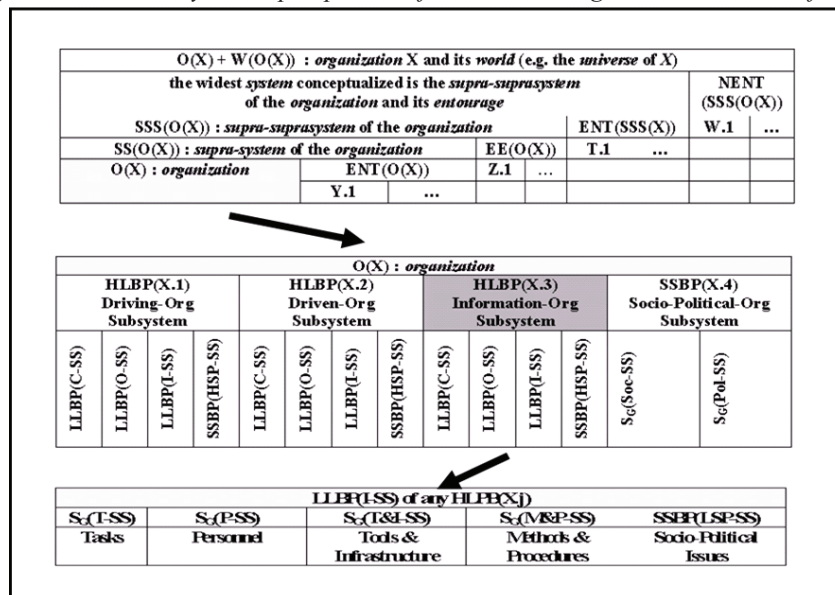 O(X) + W(O(X)) : organization X and its world (e.g. the universe of X)
the widest system conceptualized is the supra-suprasystem
of the organization and its entourage
NENT
(SSS(O(X))
SSS(O(X)) : supra-suprasystem of the organization
ENT(SSS(X))
W.1 ...
SS(O(X)) : supra-system of the organization
EE(O(X))
T.1 ...
O(X) : organization
ENT(O(X))
Z.1 ...
Y.1 ...
O(X) : organization
HLBP(X.1)
Driving-Org
Subsystem
HLBP(X.2)
Driven-Org
Subsystem
HLBP(X.3)
Information-Org
Subsystem
SSBP(X.4)
Socio-Political-Org
Subsystem
LLBP(C-SS)
LLBP(O-SS)
LLBP(I-SS)
SSBP(HSP-SS)
LLBP(C-SS)
LLBP(O-SS)
LLBP(I-SS)
SSBP(HSP-SS)
LLBP(C-SS)
LLBP(O-SS)
LLBP(I-SS)
SSBP(HSP-SS)
SG(Soc-SS)
SG(Pol-SS)
LLBP(I-SS) of any HLPB(X.j)
SG(T-SS)
SG(P-SS)
SG(T&I-SS)
SG(M&P-SS)
SSBP(LSP-SS)
Tasks
Personnel
Tools &
Infrastructure
Methods &
Procedures
Socio-Political
Issues